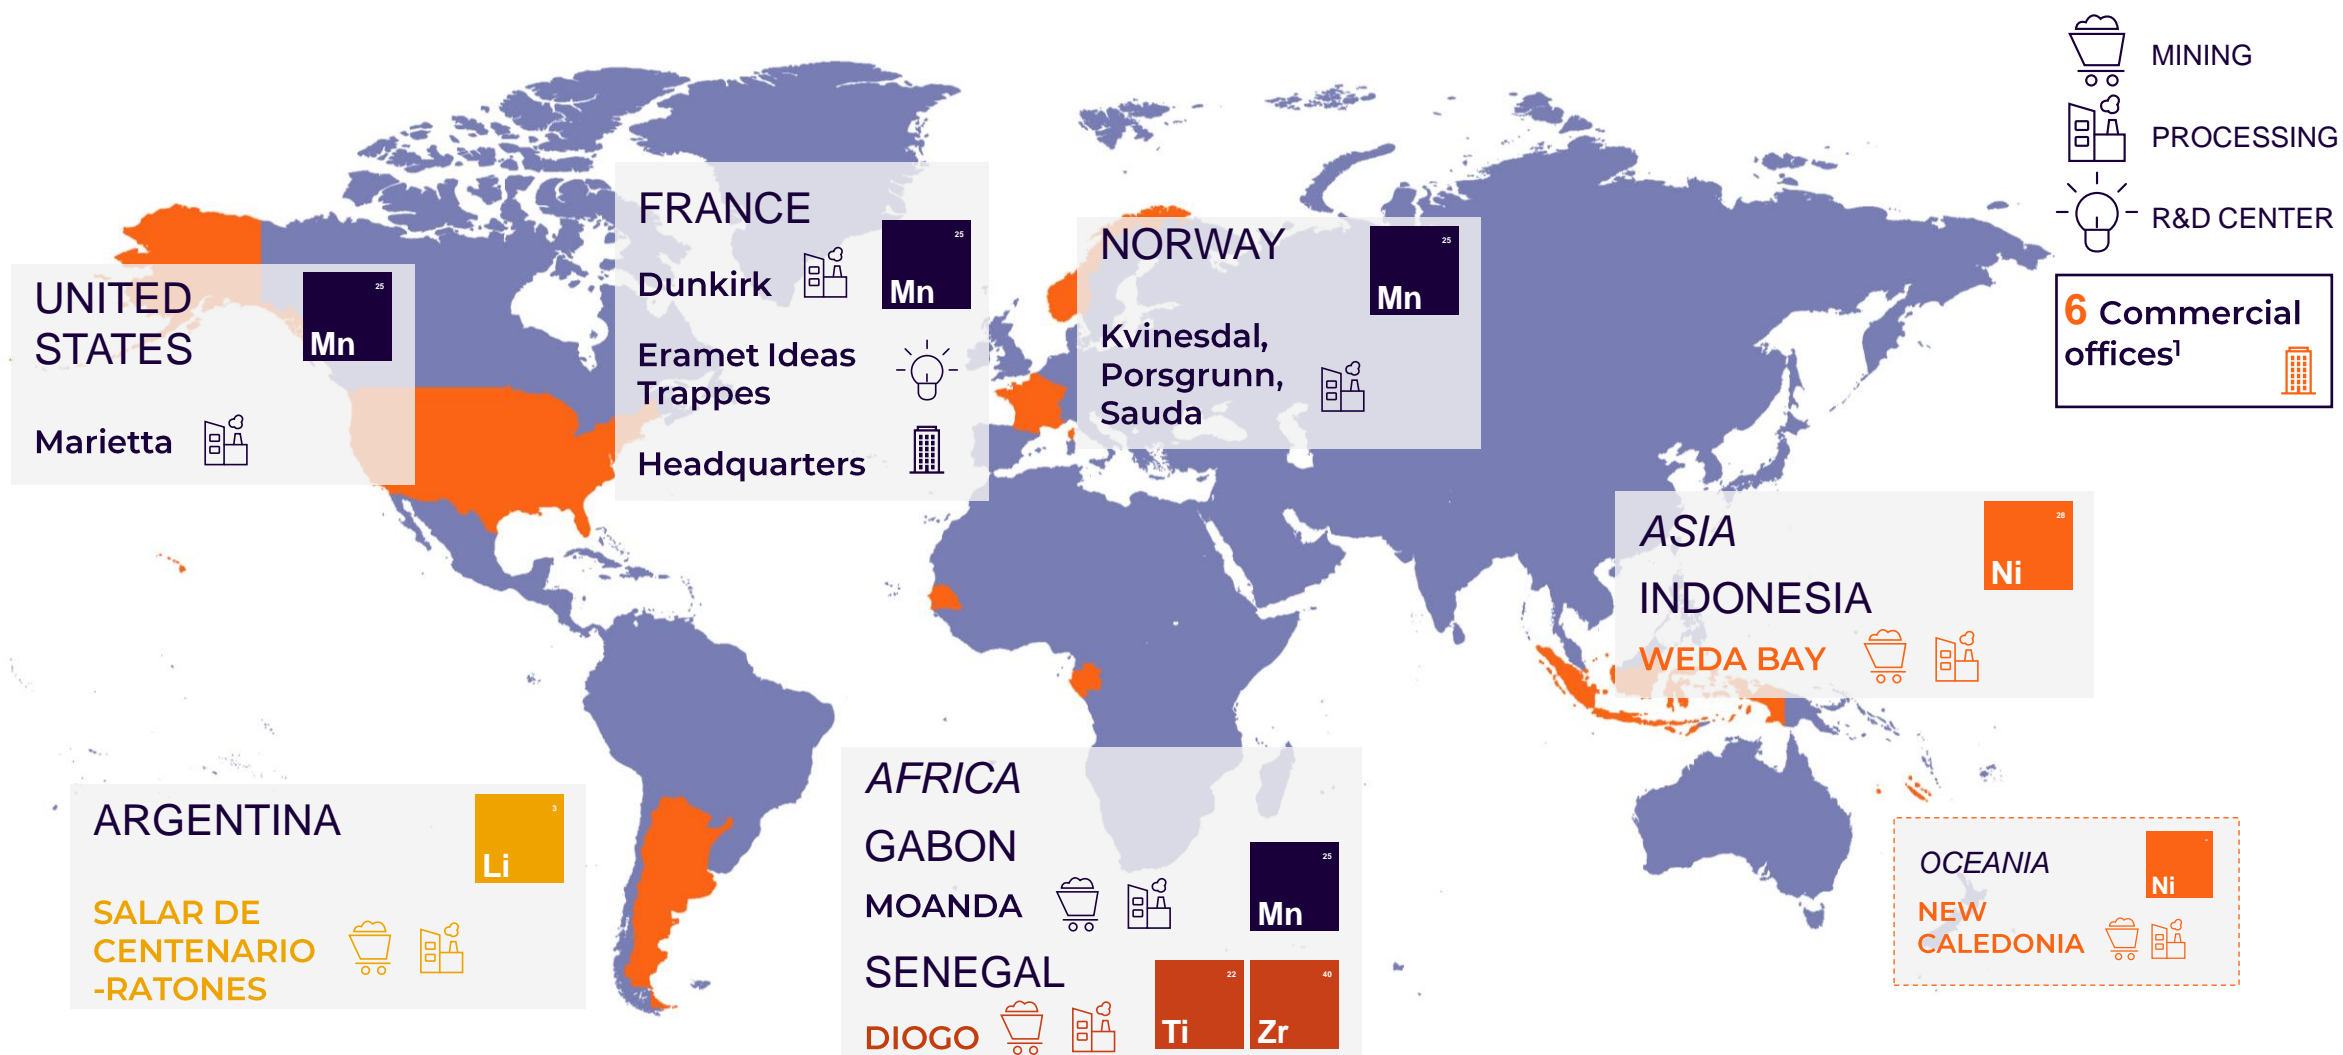 MINING
PROCESSING
R&D CENTER
6 Commercial
offices¹
UNITED
STATES
25
Mn
Marietta
FRANCE
25
Mn
Dunkirk
Eramet Ideas
Trappes
Headquarters
NORWAY
25
Mn
Kvinesdal,
Porsgrunn,
Sauda
ASIA
28
Ni
INDONESIA
WEDA BAY
ARGENTINA
3
Li
SALAR DE
CENTENARIO
-RATONES
AFRICA
GABON
25
Mn
MOANDA
SENEGAL
22
Ti
40
Zr
DIOGO
OCEANIA
Ni
NEW
CALEDONIA